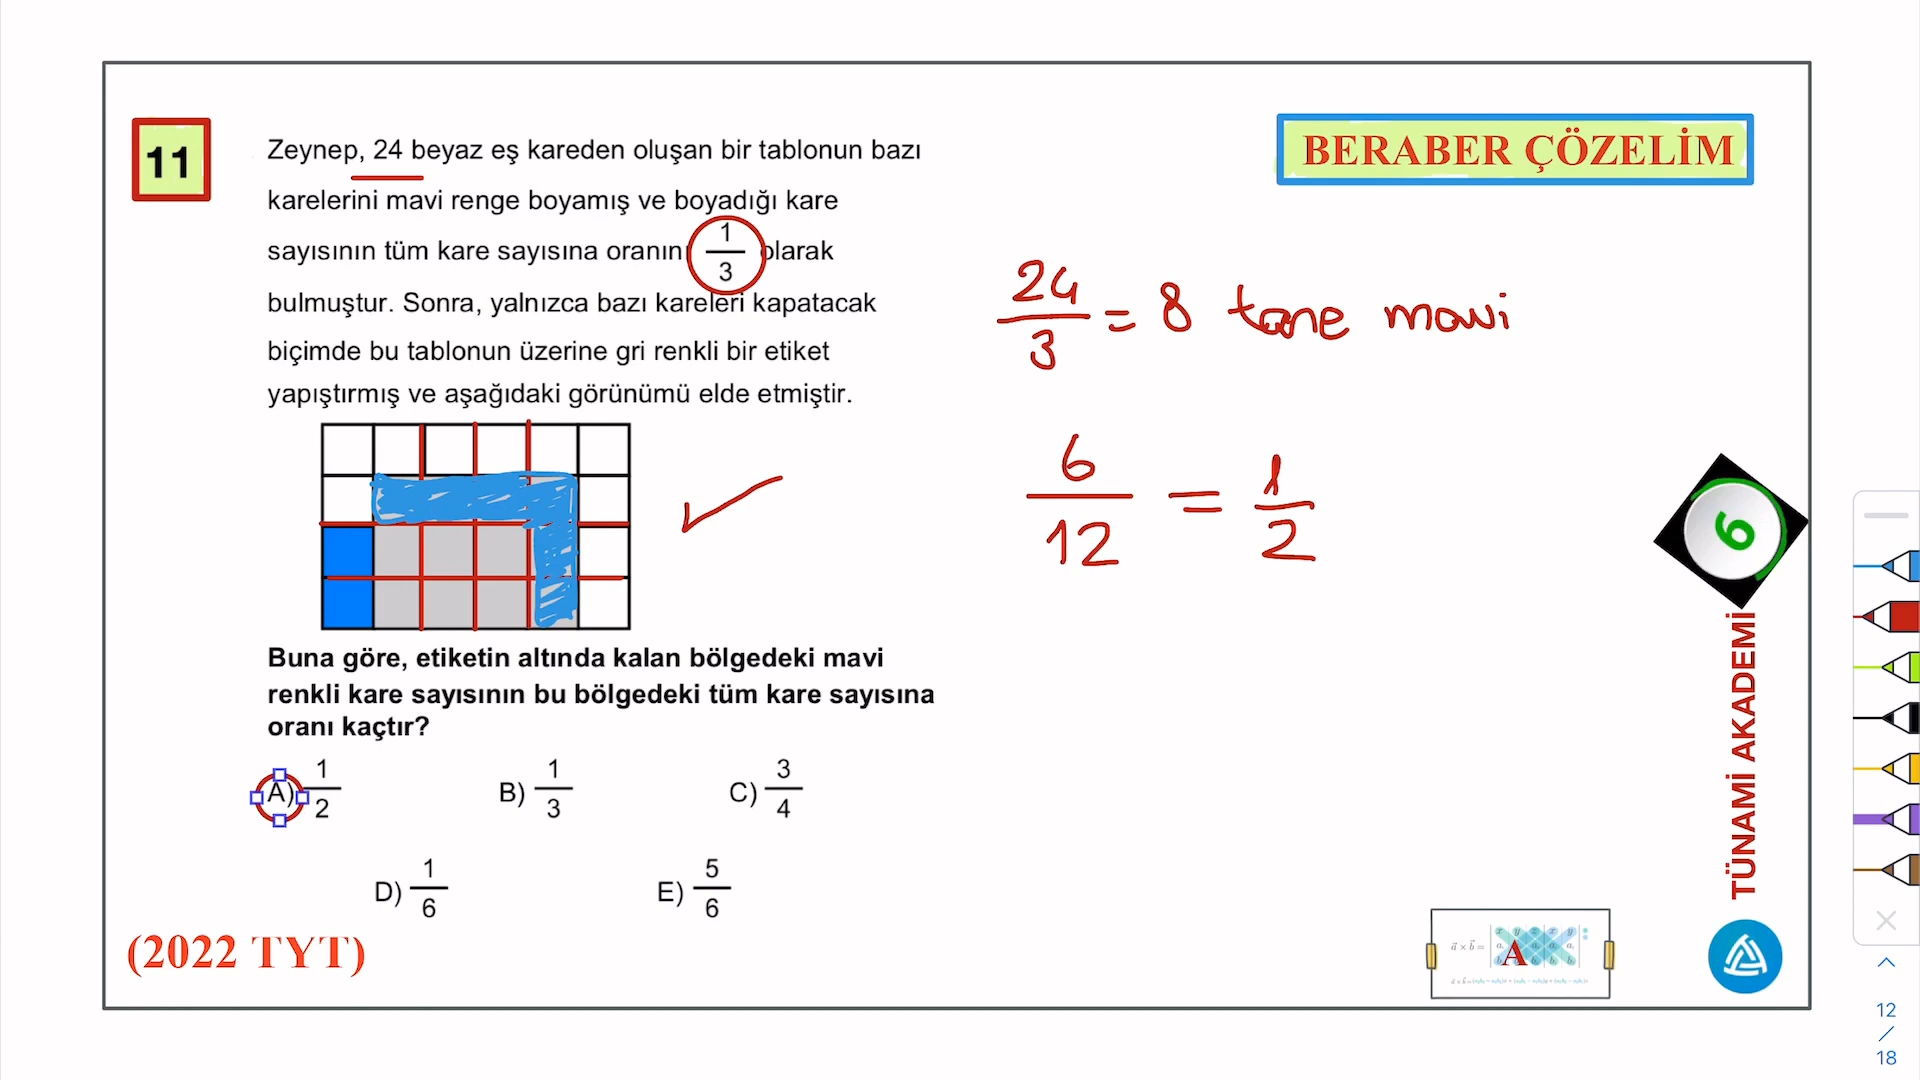 11
Zeynep, 24 beyaz eş kareden oluşan bir tablonun bazı
karelerini mavi renge boyamış ve boyadığı kare
sayısının tüm kare sayısına oranını 1/3 olarak
bulmuştur. Sonra, yalnızca bazı kareleri kapatacak
biçimde bu tablonun üzerine gri renkli bir etiket
yapıştırmış ve aşağıdaki görünümü elde etmiştir.
Buna göre, etiketin altında kalan bölgedeki mavi
renkli kare sayısının bu bölgedeki tüm kare sayısına
oranı kaçtır?
A) 1/2 B) 1/3 C) 3/4
D) 1/6 E) 5/6
(2022 TYT)
BERABER ÇÖZELİM
24/3 = 8 tane mavi
6/12 = 1/2
6
TÜNAMİ AKADEMİ
A
12
/
18